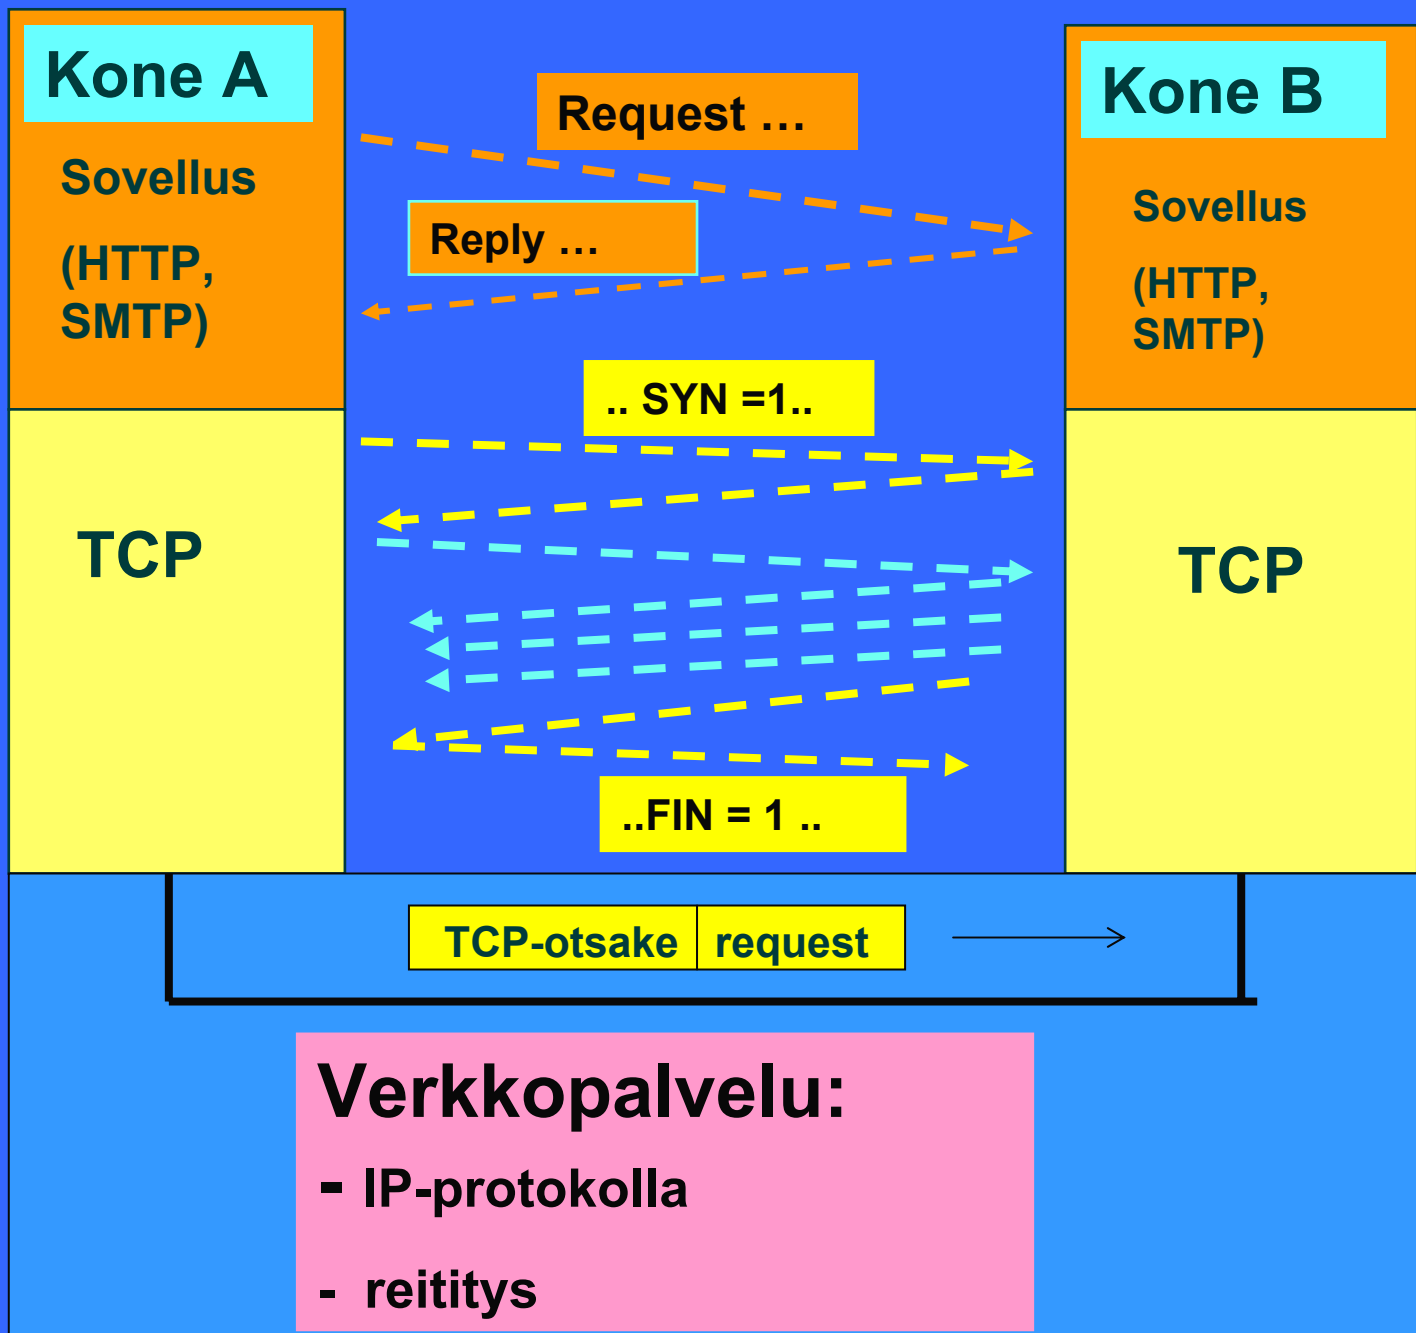 Kone A
Sovellus
(HTTP,
SMTP)
TCP
Request …
Reply …
.. SYN =1..
..FIN = 1 ..
Kone B
Sovellus
(HTTP,
SMTP)
TCP
TCP-otsake request
Verkkopalvelu:
- IP-protokolla
- reititys